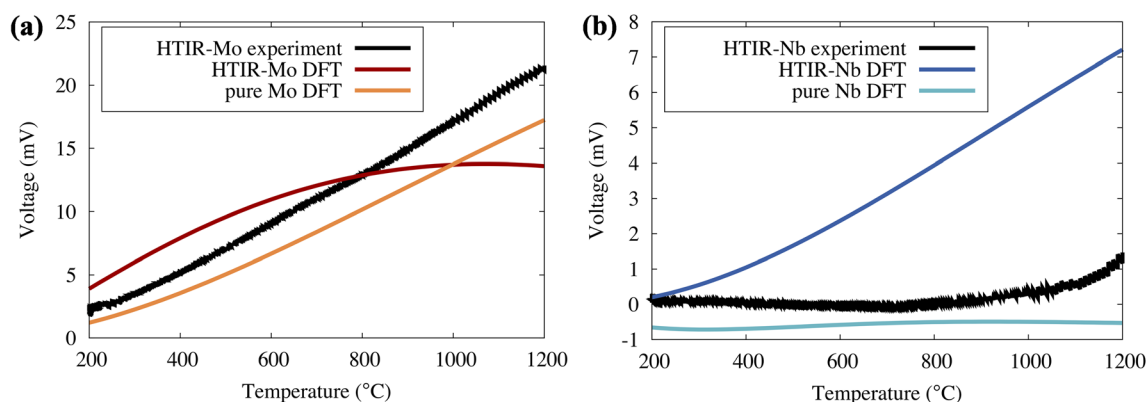 (a)
25
20
15
10
5
0
Voltage (mV)
HTIR-Mo experiment
HTIR-Mo DFT
pure Mo DFT
200 400 600 800 1000 1200
Temperature (°C)
(b)
8
7
6
5
4
3
2
1
0
-1
Voltage (mV)
HTIR-Nb experiment
HTIR-Nb DFT
pure Nb DFT
200 400 600 800 1000 1200
Temperature (°C)